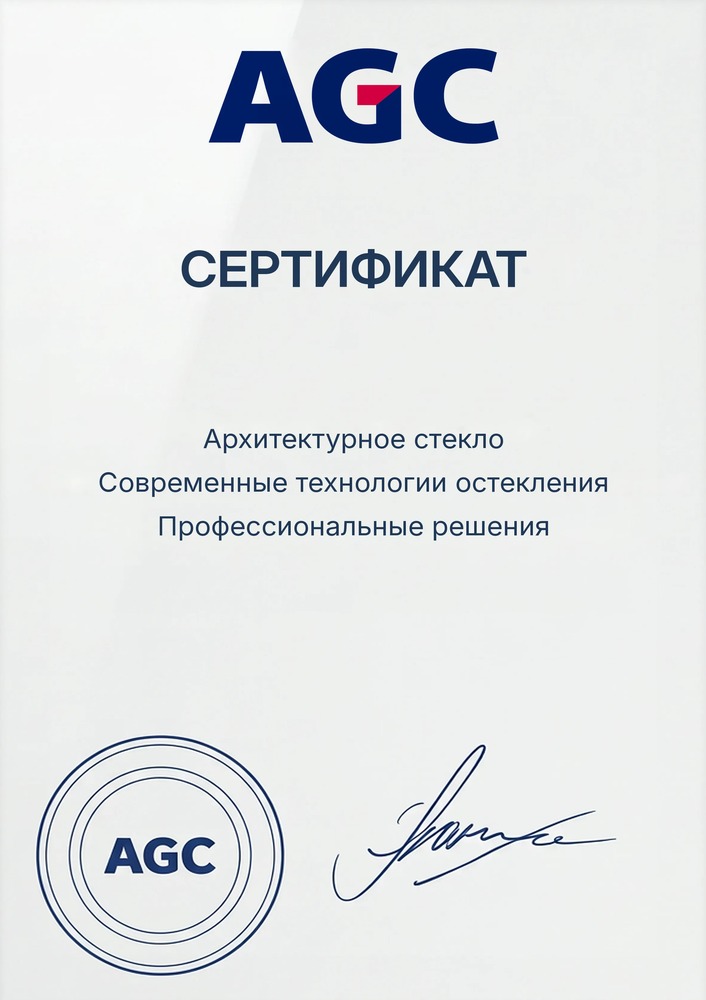 AGC
СЕРТИФИКАТ
Архитектурное стекло
Современные технологии остекления
Профессиональные решения
AGC